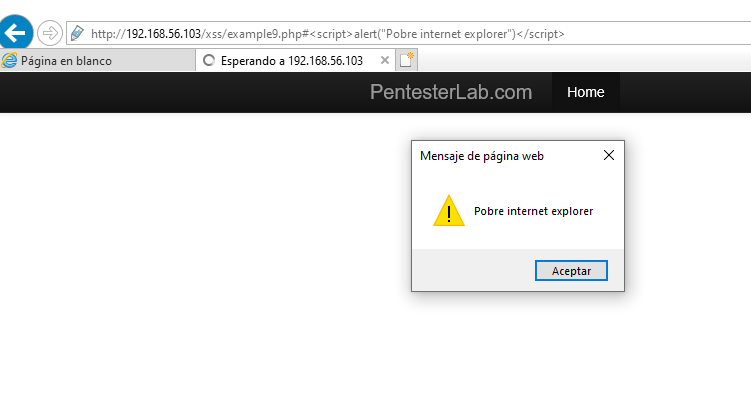 http://192.168.56.103/xss/example9.php#<script>alert("Pobre internet explorer")</script>
Página en blanco
Esperando a 192.168.56.103
PentesterLab.com
Home
Mensaje de página web
Pobre internet explorer
Aceptar